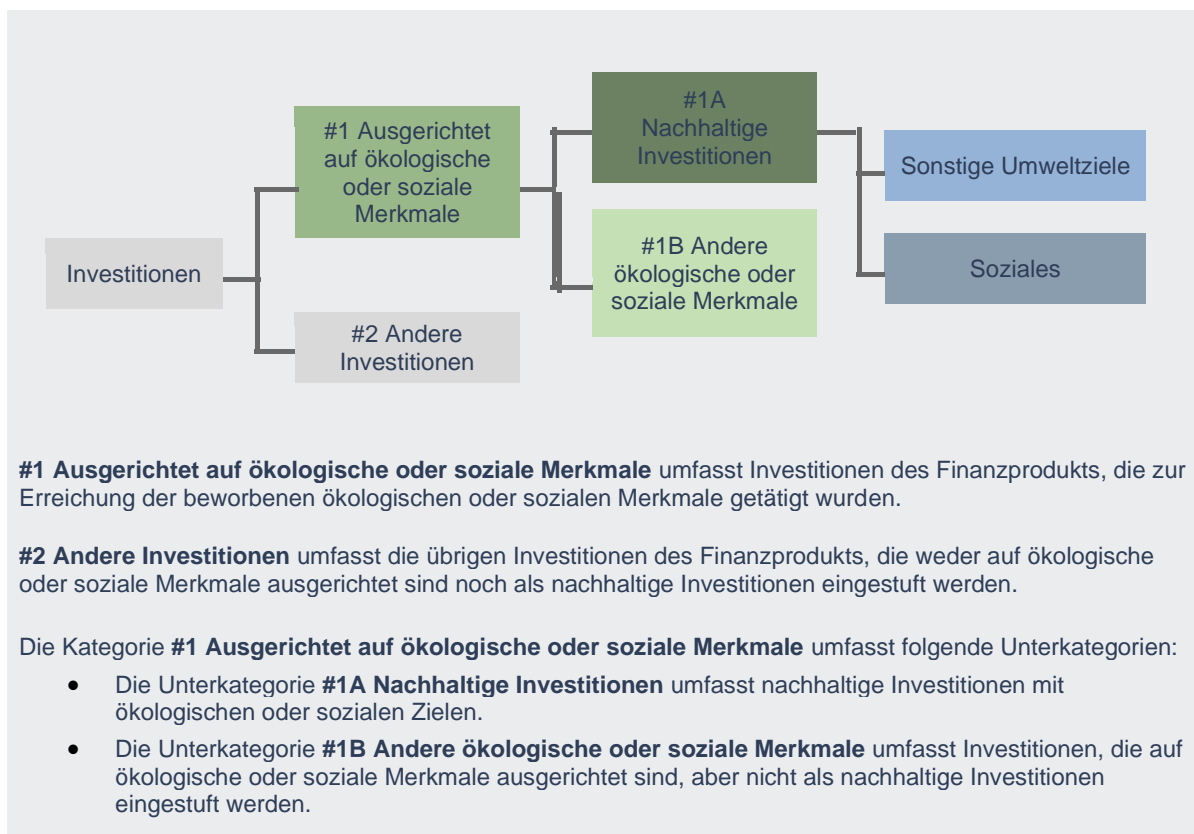 #1A
Nachhaltige
Investitionen
#1 Ausgerichtet
auf ökologische
oder soziale
Merkmale
Sonstige Umweltziele
#1B Andere
ökologische oder
soziale Merkmale
Soziales
Investitionen
#2 Andere
Investitionen
#1 Ausgerichtet auf ökologische oder soziale Merkmale umfasst Investitionen des Finanzprodukts, die zur
Erreichung der beworbenen ökologischen oder sozialen Merkmale getätigt wurden.
#2 Andere Investitionen umfasst die übrigen Investitionen des Finanzprodukts, die weder auf ökologische
oder soziale Merkmale ausgerichtet sind noch als nachhaltige Investitionen eingestuft werden.
Die Kategorie #1 Ausgerichtet auf ökologische oder soziale Merkmale umfasst folgende Unterkategorien:
• Die Unterkategorie #1A Nachhaltige Investitionen umfasst nachhaltige Investitionen mit
ökologischen oder sozialen Zielen.
• Die Unterkategorie #1B Andere ökologische oder soziale Merkmale umfasst Investitionen, die auf
ökologische oder soziale Merkmale ausgerichtet sind, aber nicht als nachhaltige Investitionen
eingestuft werden.